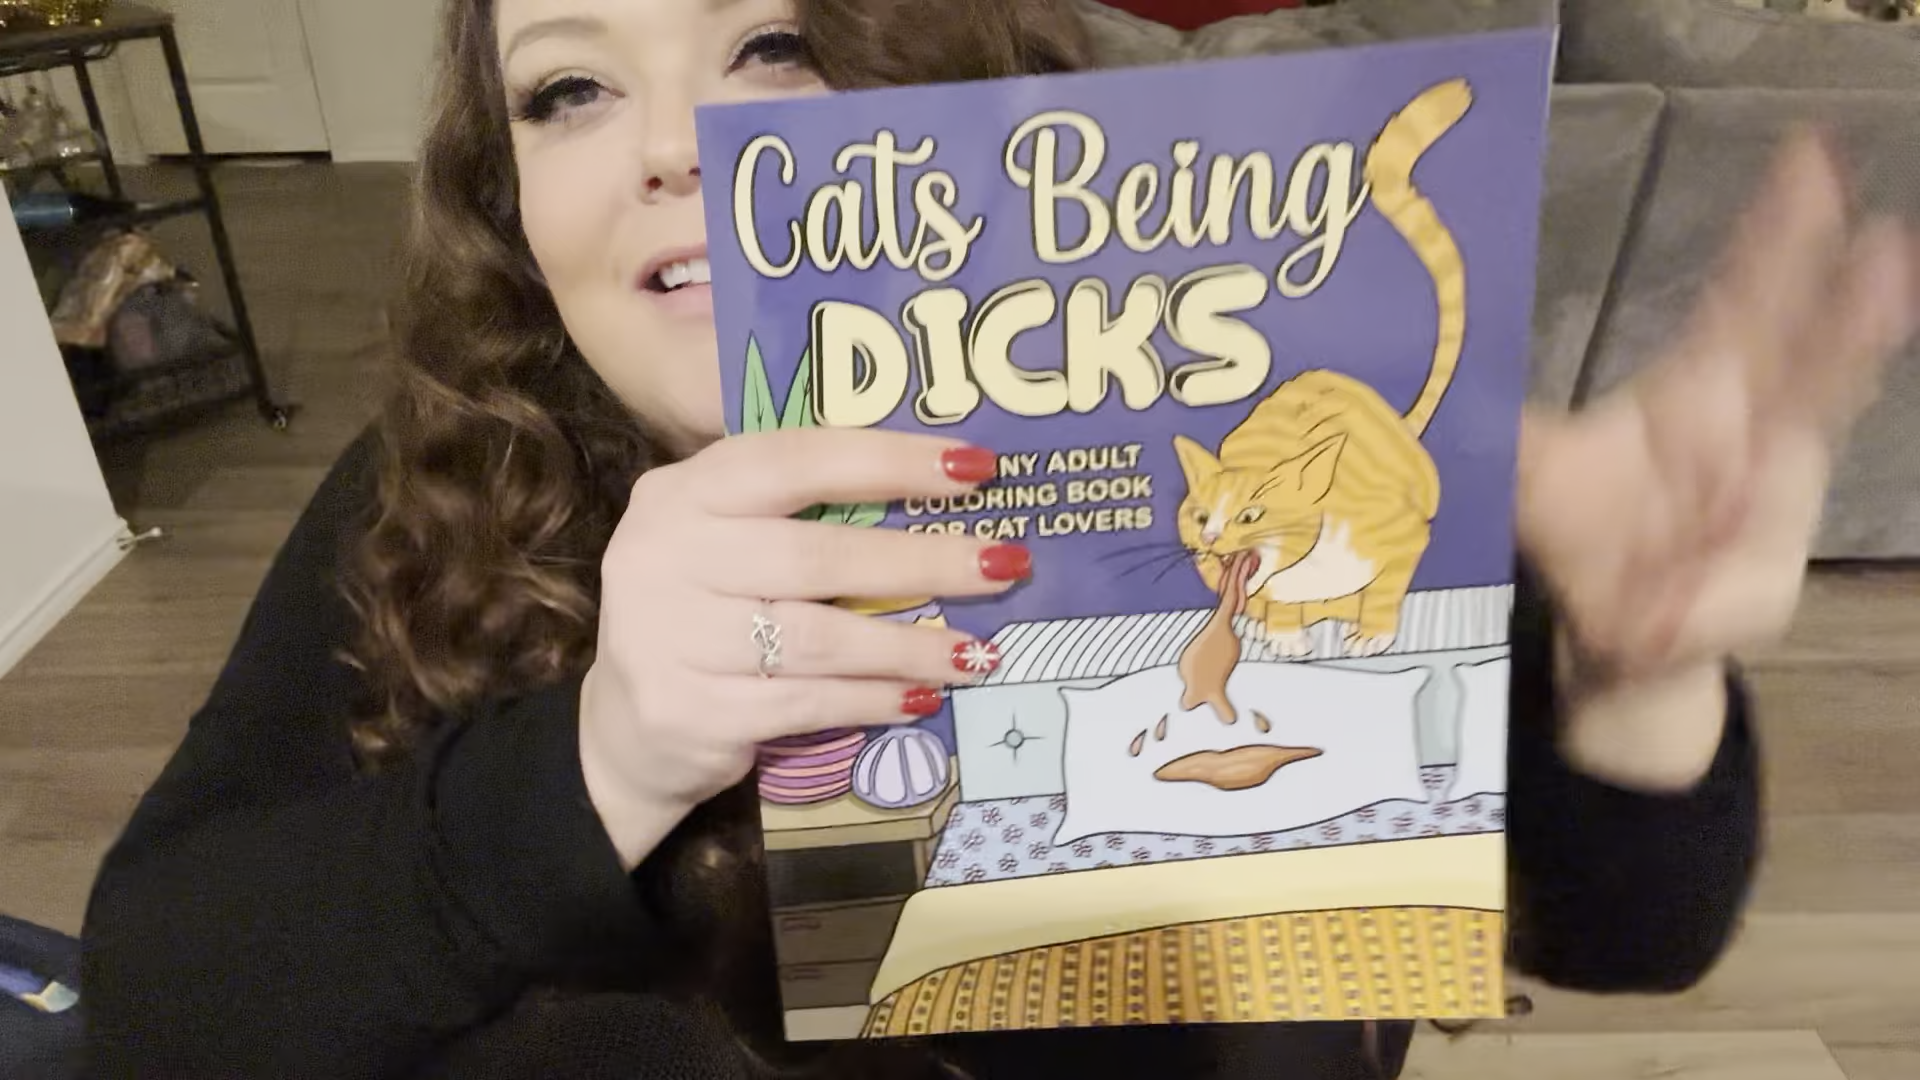 Cats Being
DICKS
NY ADULT
COLORING BOOK
FOR CAT LOVERS